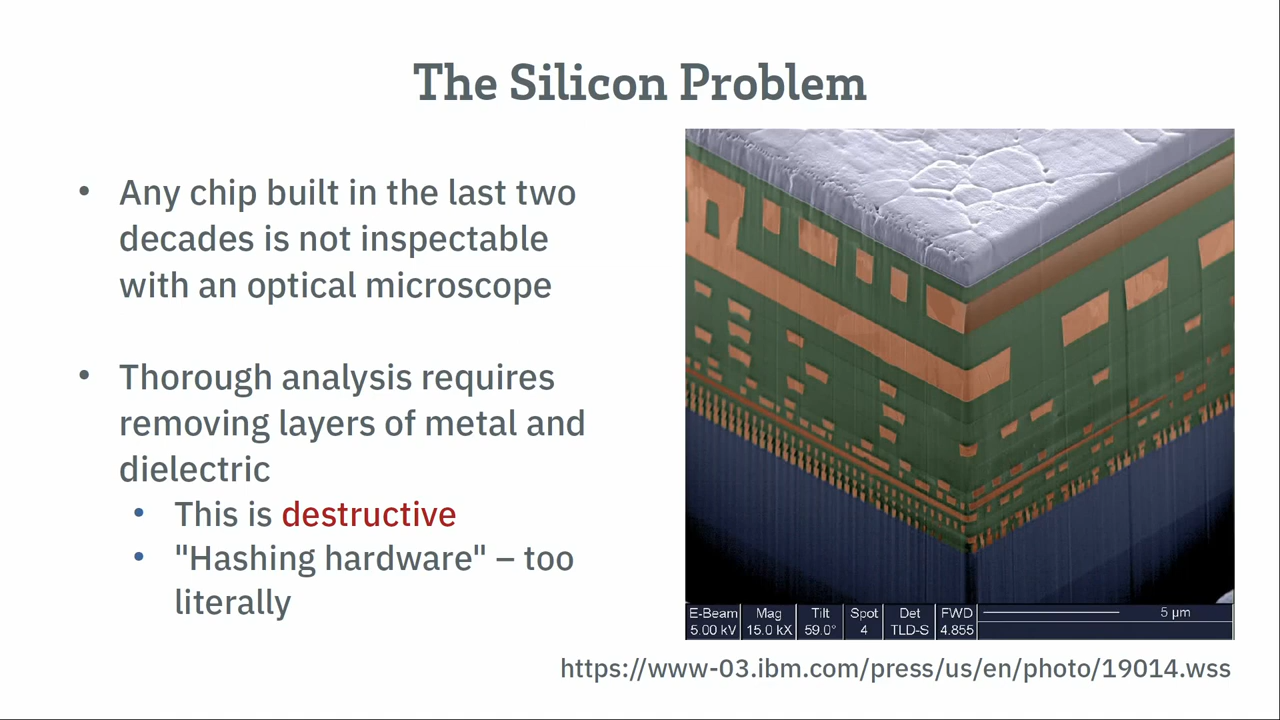 The Silicon Problem
• Any chip built in the last two
decades is not inspectable
with an optical microscope
• Thorough analysis requires
removing layers of metal and
dielectric
• This is destructive
• "Hashing hardware" – too
literally
E-Beam Mag Tilt Spot Det FWD 5 µm
5.00 kV 15.0 kX 59.0° 4 TLD-S 4.855
https://www-03.ibm.com/press/us/en/photo/19014.wss